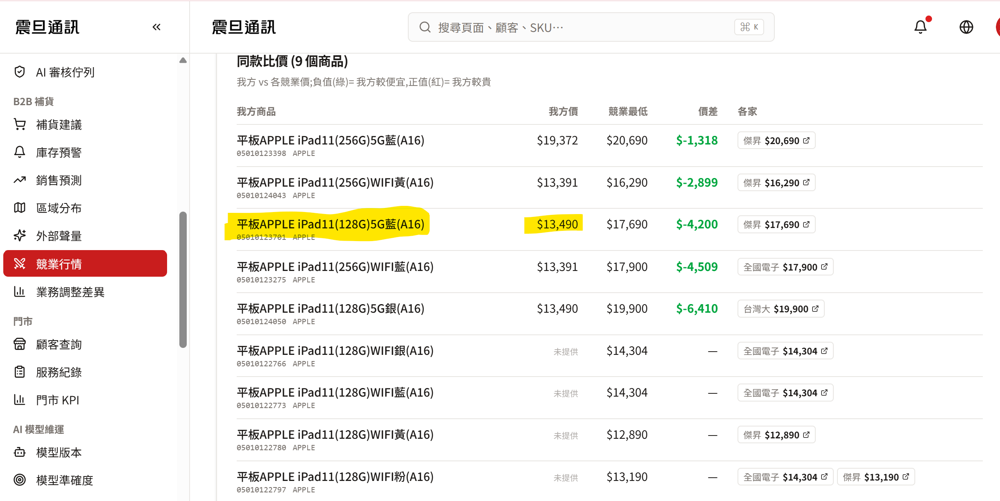 震旦通訊
震旦通訊
搜尋頁面、顧客、SKU…
⌘ K
AI 審核佇列
B2B 補貨
補貨建議
庫存預警
銷售預測
區域分布
外部聲量
競業行情
業務調整差異
門市
顧客查詢
服務紀錄
門市 KPI
AI 模型維運
模型版本
模型準確度
同款比價 (9 個商品)
我方 vs 各競業價;負值(綠)= 我方較便宜,正值(紅)= 我方較貴
我方商品 我方價 競業最低 價差 各家
平板APPLE iPad11(256G)5G藍(A16) $19,372 $20,690 $-1,318 傑昇 $20,690
05010123398 APPLE
平板APPLE iPad11(256G)WIFI黃(A16) $13,391 $16,290 $-2,899 傑昇 $16,290
05010124043 APPLE
平板APPLE iPad11(128G)5G藍(A16) $13,490 $17,690 $-4,200 傑昇 $17,690
05010123701 APPLE
平板APPLE iPad11(256G)WIFI藍(A16) $13,391 $17,900 $-4,509 全國電子 $17,900
05010123275 APPLE
平板APPLE iPad11(128G)5G銀(A16) $13,490 $19,900 $-6,410 台灣大 $19,900
05010124050 APPLE
平板APPLE iPad11(128G)WIFI銀(A16) 未提供 $14,304 — 全國電子 $14,304
05010122766 APPLE
平板APPLE iPad11(128G)WIFI藍(A16) 未提供 $14,304 — 全國電子 $14,304
05010122773 APPLE
平板APPLE iPad11(128G)WIFI黃(A16) 未提供 $12,890 — 傑昇 $12,890
05010122780 APPLE
平板APPLE iPad11(128G)WIFI粉(A16) 未提供 $13,190 — 全國電子 $14,304 傑昇 $13,190
05010122797 APPLE